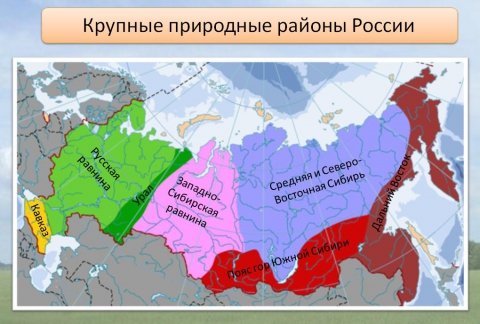 Крупные природные районы России
Русская
равнина
Урал
Западно-
Сибирская
равнина
Средняя и Северо-
Восточная Сибирь
Дальний Восток
Кавказ
Пояс гор Южной Сибири